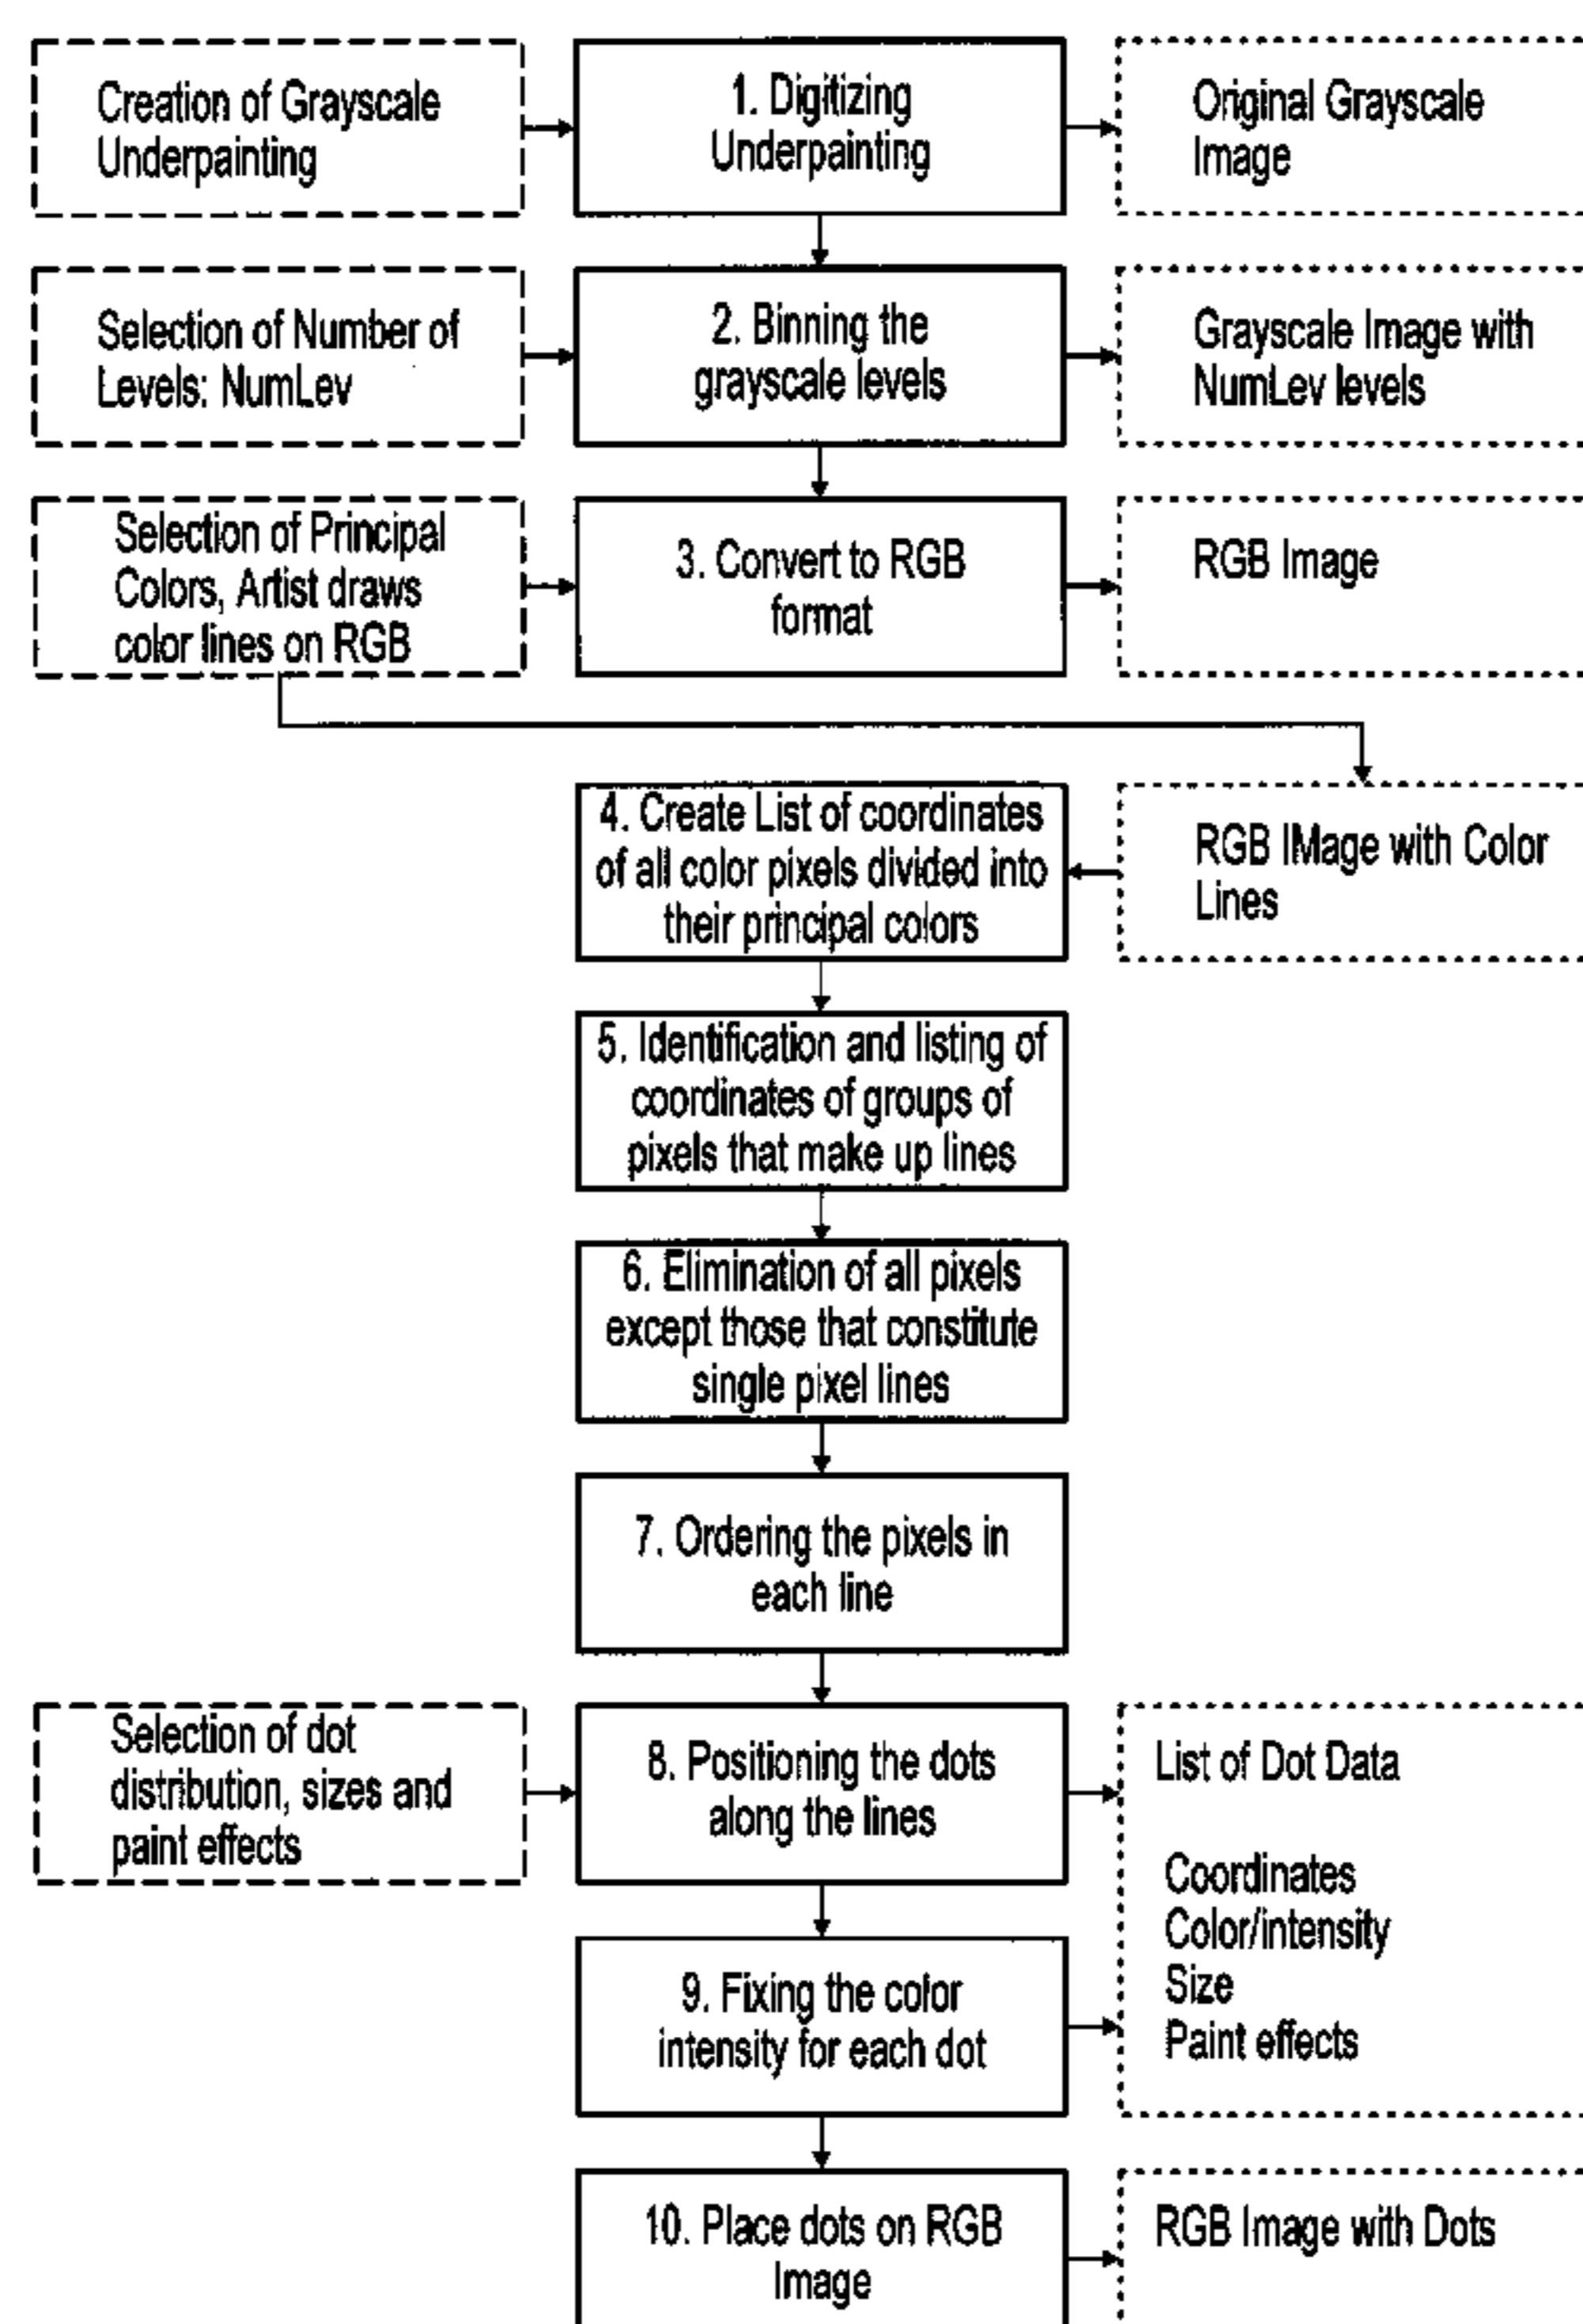 Creation of Grayscale
Underpainting
1. Digitizing
Underpainting
Original Grayscale
Image
Selection of Number of
Levels: NumLev
2. Binning the
grayscale levels
Grayscale Image with
NumLev levels
Selection of Principal
Colors, Artist draws
color lines on RGB
3. Convert to RGB
format
RGB Image
4. Create List of coordinates
of all color pixels divided into
their principal colors
RGB IMage with Color
Lines
5. Identification and listing of
coordinates of groups of
pixels that make up lines
6. Elimination of all pixels
except those that constitute
single pixel lines
7. Ordering the pixels in
each line
Selection of dot
distribution, sizes and
paint effects
8. Positioning the dots
along the lines
List of Dot Data
Coordinates
Color/intensity
Size
Paint effects
9. Fixing the color
intensity for each dot
10. Place dots on RGB
Image
RGB Image with Dots